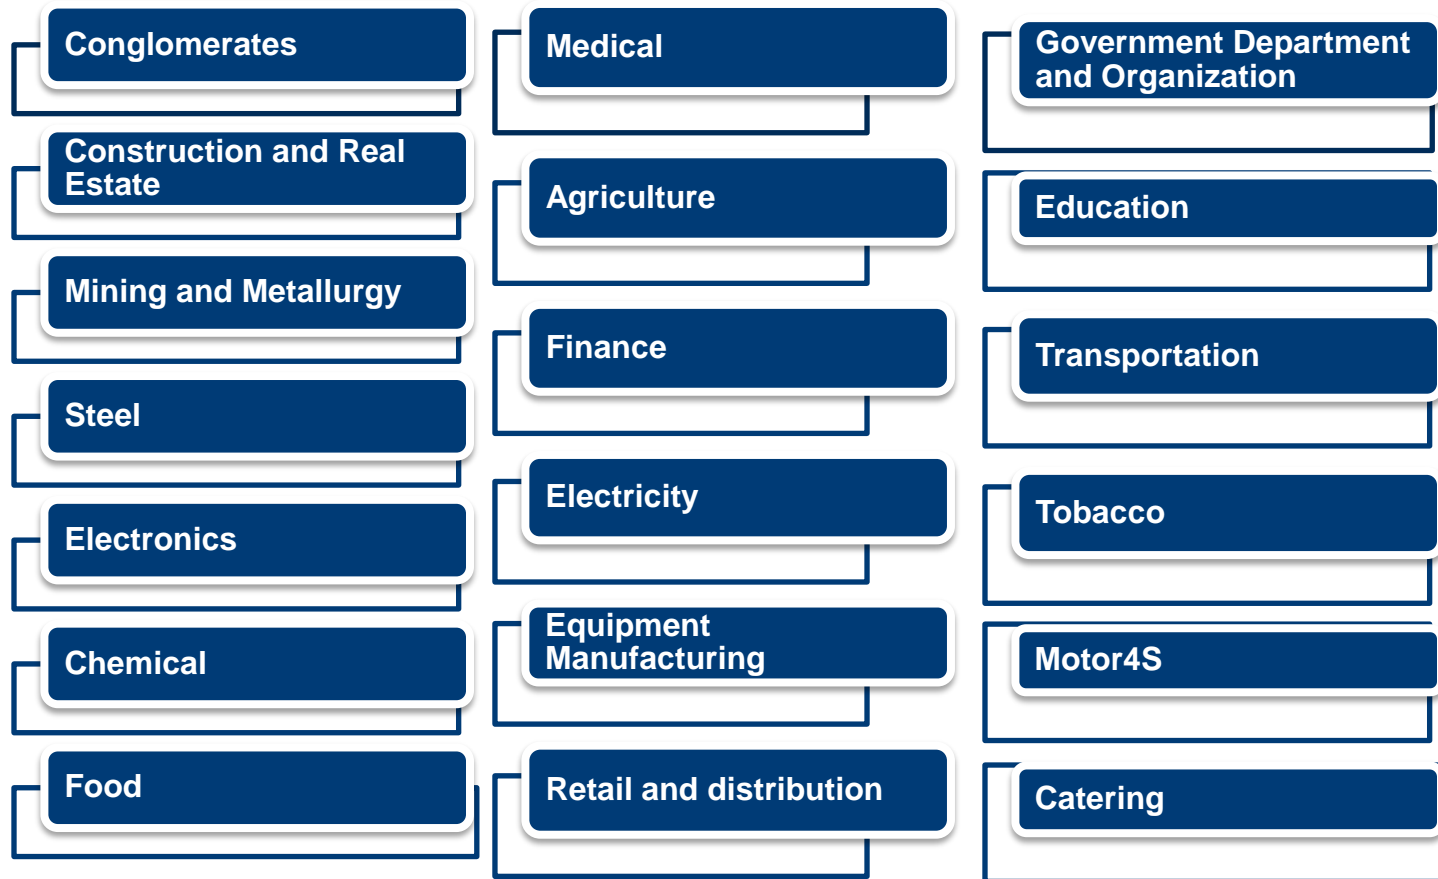 Conglomerates
Construction and Real
Estate
Mining and Metallurgy
Steel
Electronics
Chemical
Food
Medical
Agriculture
Finance
Electricity
Equipment
Manufacturing
Retail and distribution
Government Department
and Organization
Education
Transportation
Tobacco
Motor4S
Catering